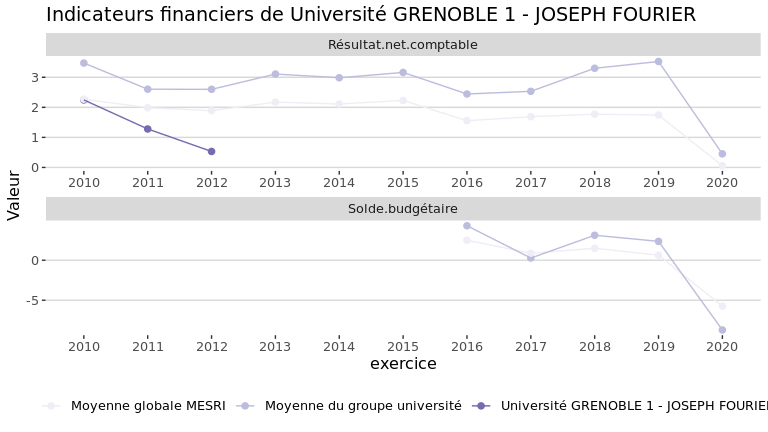 Indicateurs financiers de Université GRENOBLE 1 - JOSEPH FOURIER
Résultat.net.comptable
3
2
1
0
2010 2011 2012 2013 2014 2015 2016 2017 2018 2019 2020
Valeur
Solde.budgétaire
0
-5
2010 2011 2012 2013 2014 2015 2016 2017 2018 2019 2020
exercice
Moyenne globale MESRI Moyenne du groupe université Université GRENOBLE 1 - JOSEPH FOURIER